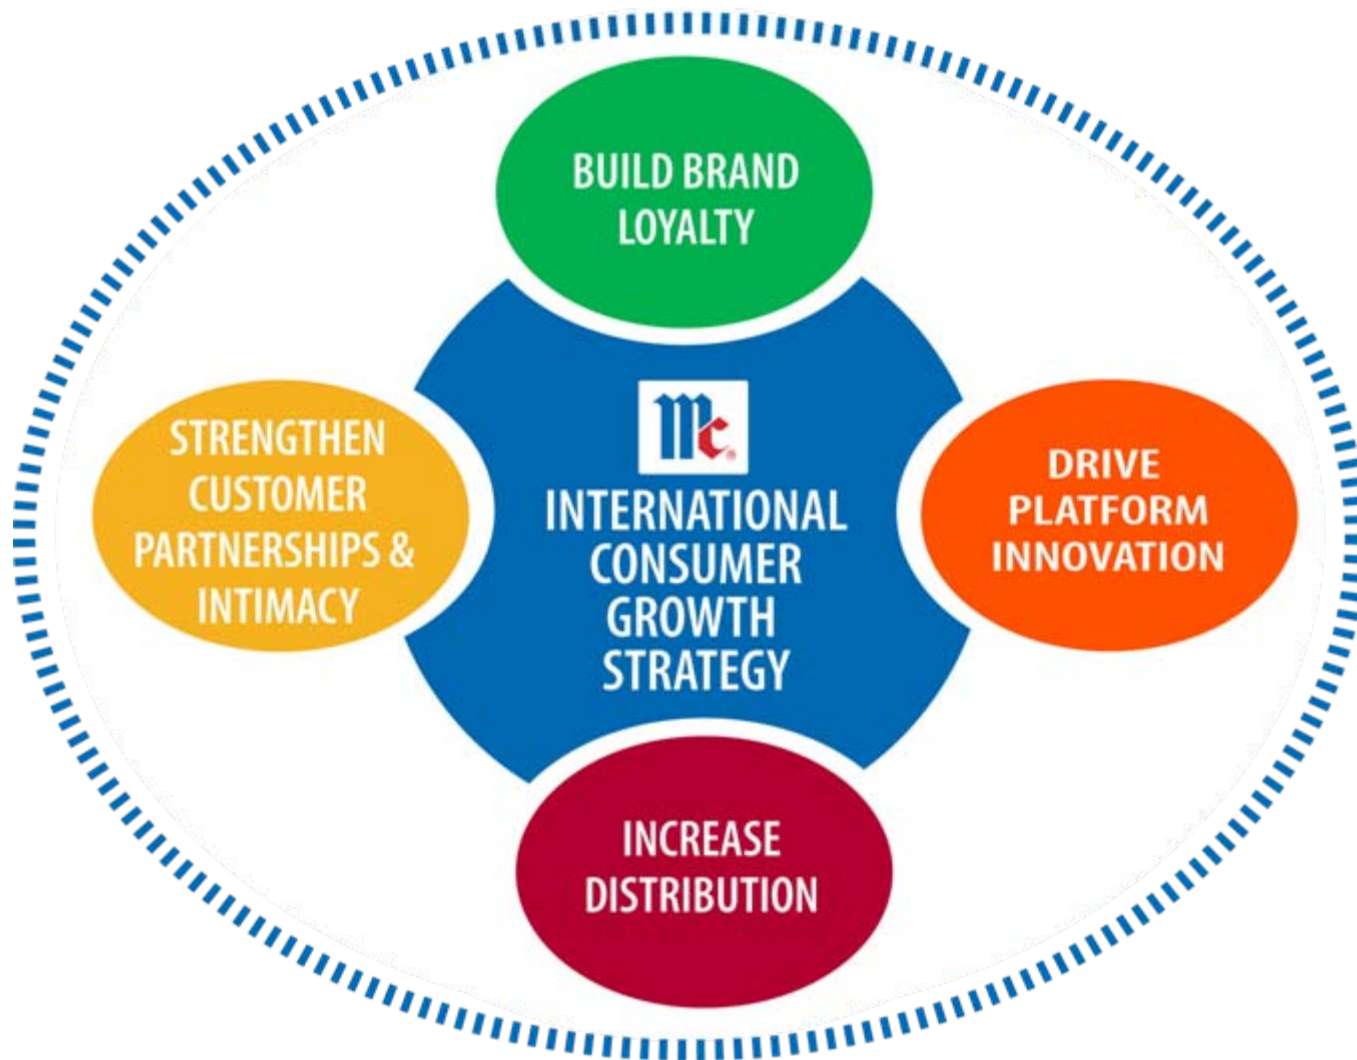 BUILD BRAND
LOYALTY
STRENGTHEN
CUSTOMER
PARTNERSHIPS &
INTIMACY
Mc®
INTERNATIONAL
CONSUMER
GROWTH
STRATEGY
DRIVE
PLATFORM
INNOVATION
INCREASE
DISTRIBUTION